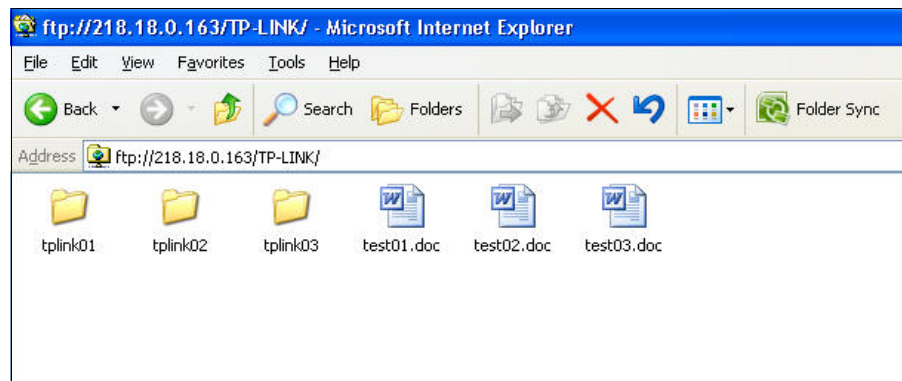 ftp://218.18.0.163/TP-LINK/ - Microsoft Internet Explorer
File Edit View Favorites Tools Help
Back Search Folders Folder Sync
Address ftp://218.18.0.163/TP-LINK/
tplink01 tplink02 tplink03 test01.doc test02.doc test03.doc